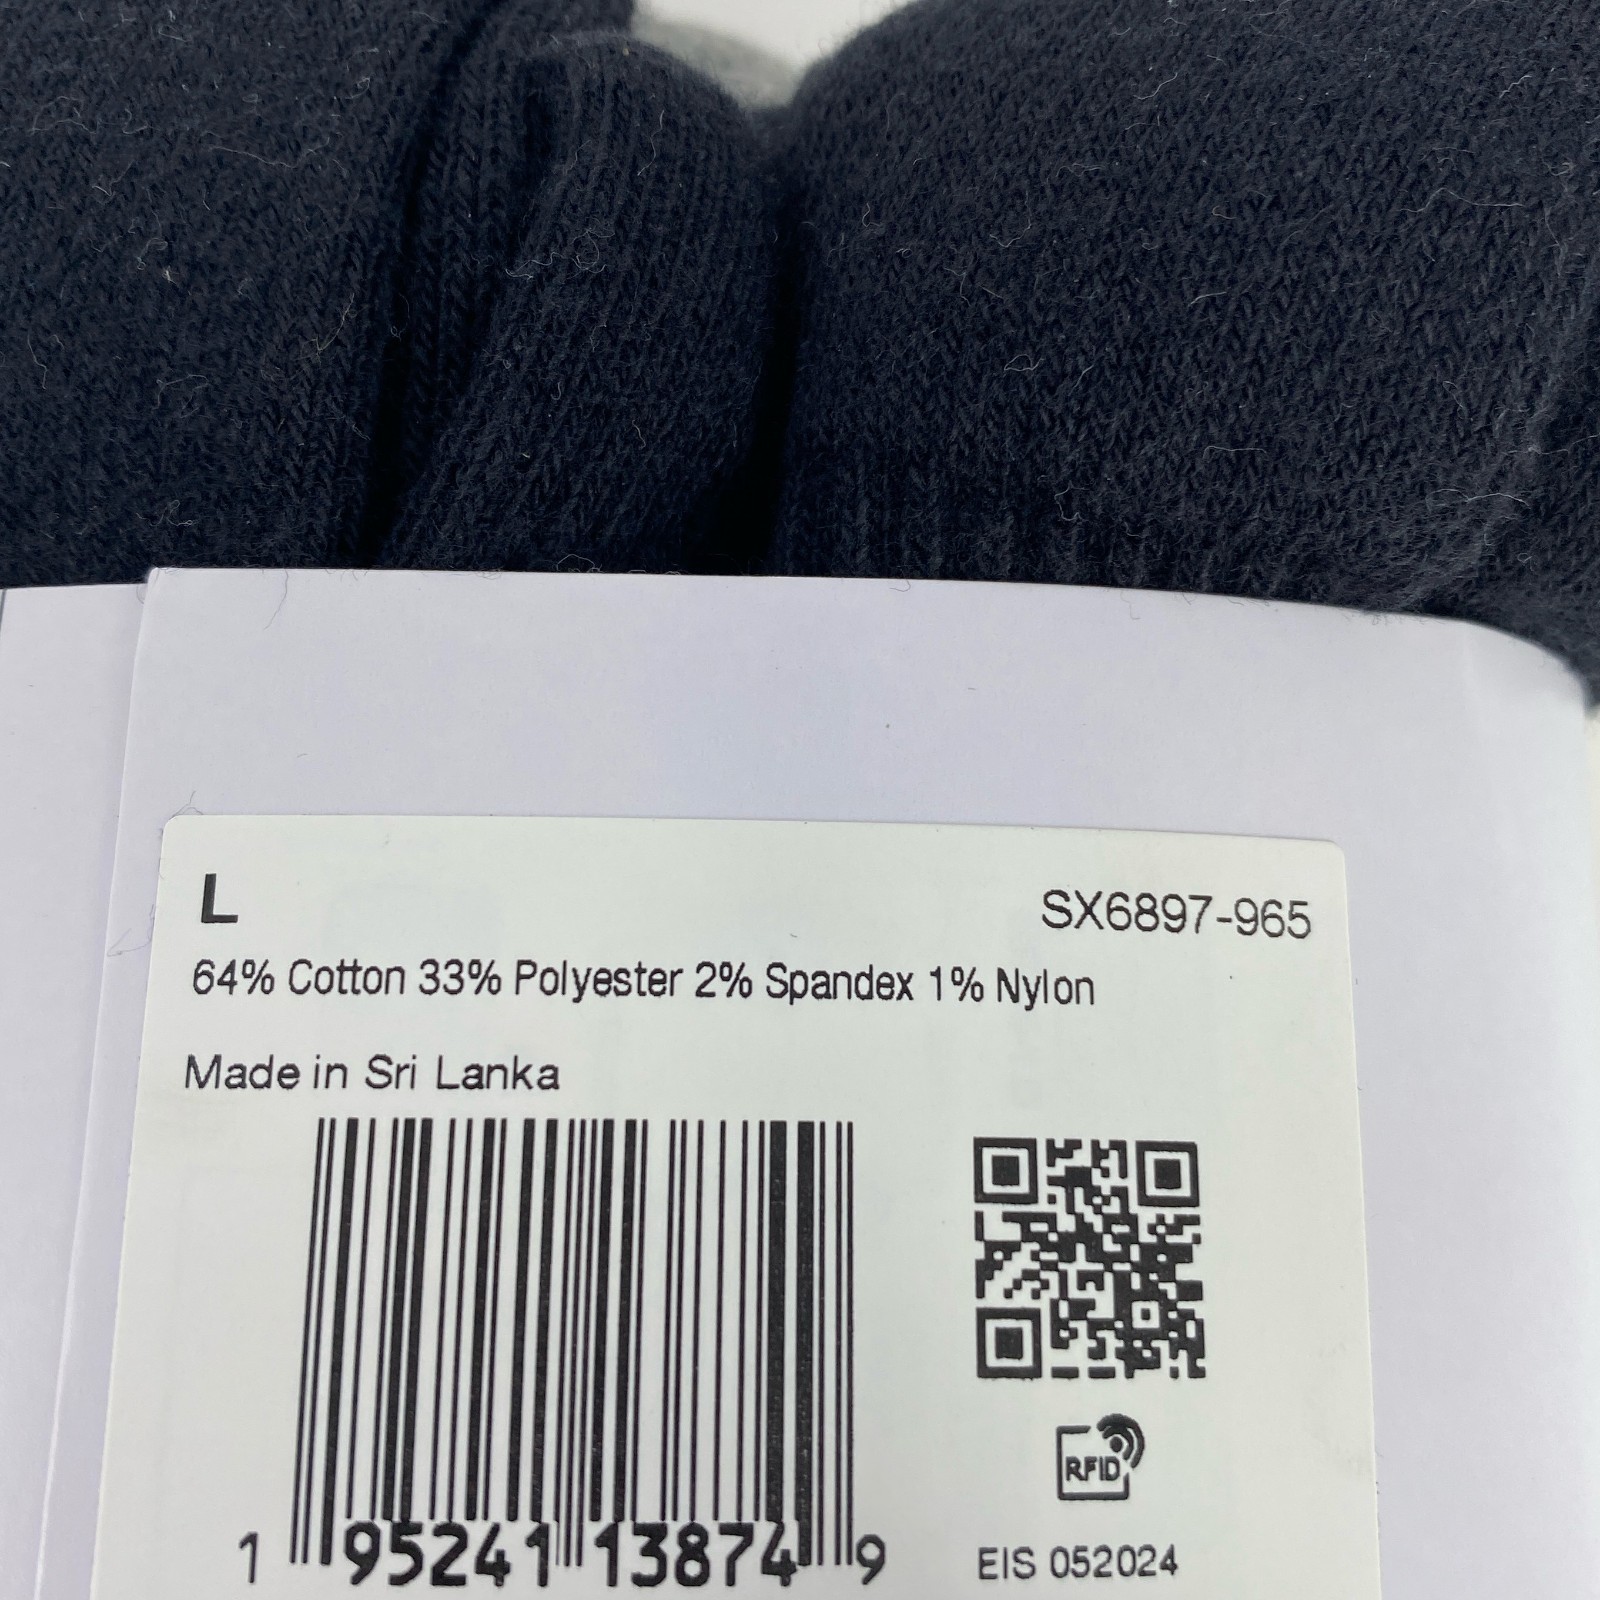 L SX6897-965
64% Cotton 33% Polyester 2% Spandex 1% Nylon
Made in Sri Lanka
RFID
1 95241 13874 9
EIS 052024